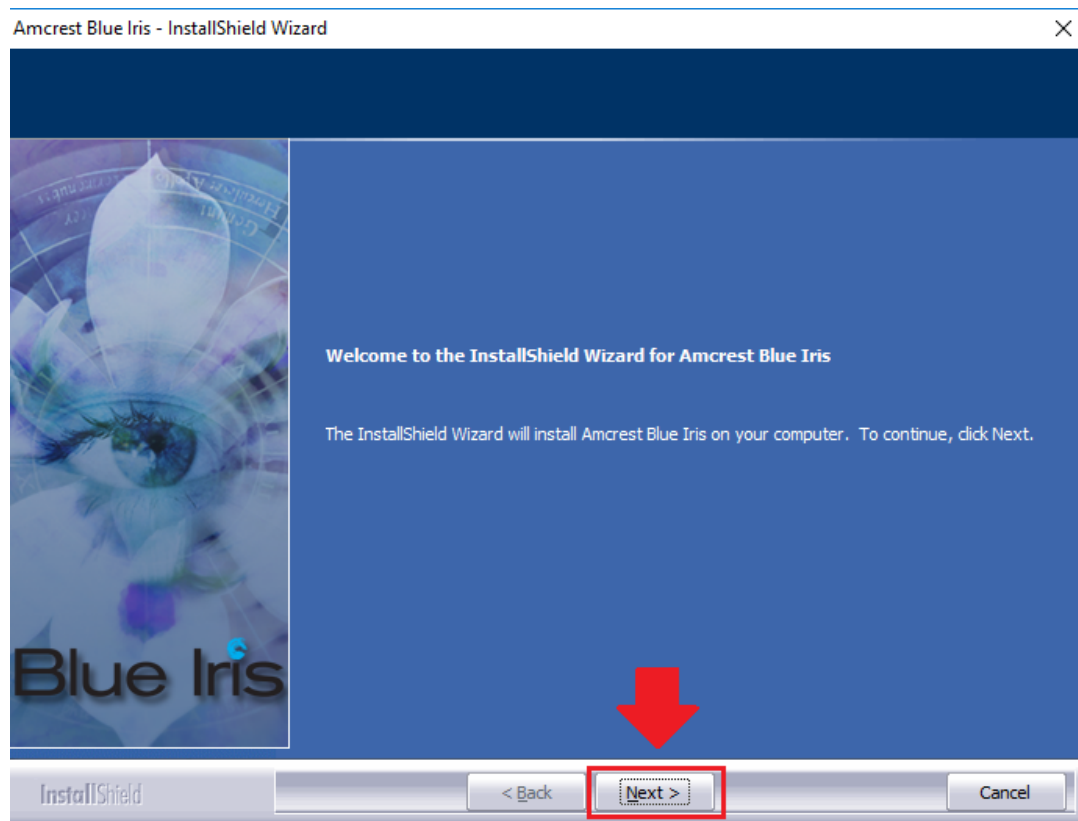 Amcrest Blue Iris - InstallShield Wizard
Gemini
Welcome to the InstallShield Wizard for Amcrest Blue Iris
The InstallShield Wizard will install Amcrest Blue Iris on your computer. To continue, click Next.
Blue Iris
InstallShield
< Back
Next >
Cancel